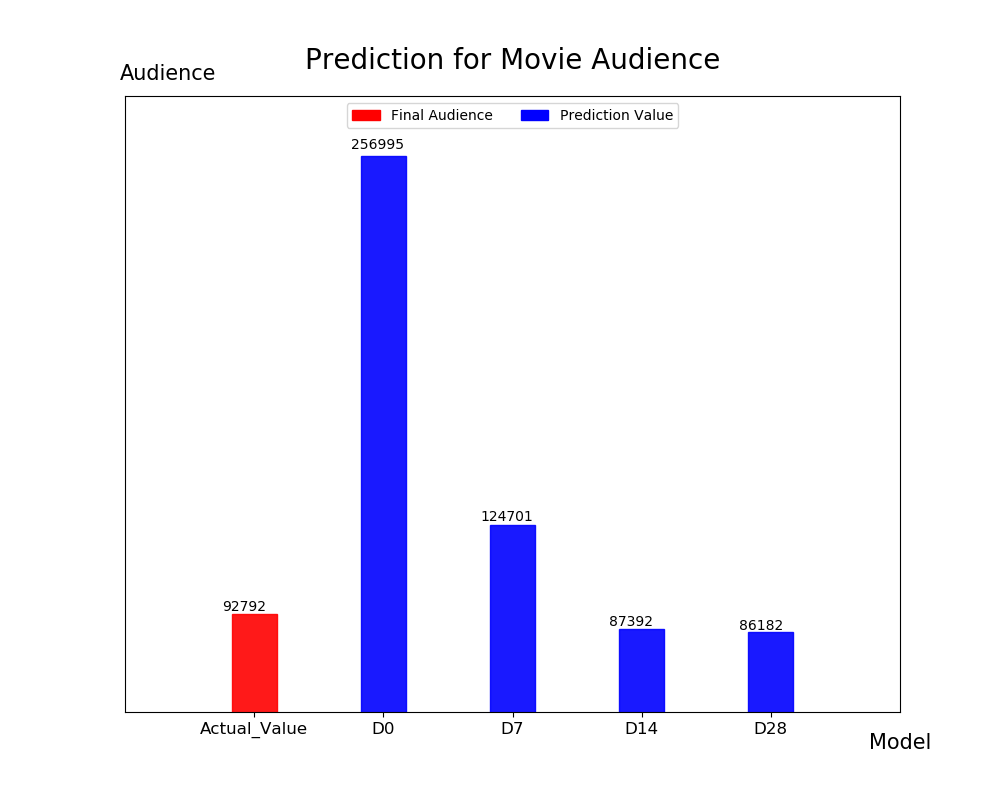 Prediction for Movie Audience
Audience
Final Audience
Prediction Value
256995
124701
92792
87392
86182
Actual_Value
D0
D7
D14
D28
Model